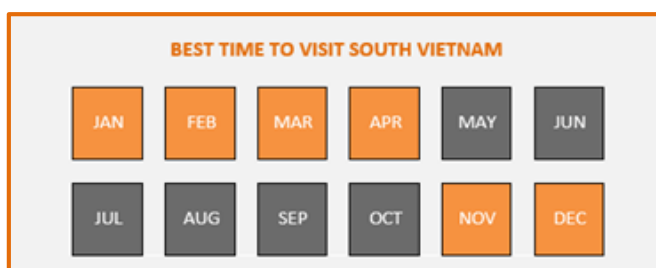 BEST TIME TO VISIT SOUTH VIETNAM
JAN FEB MAR APR MAY JUN
JUL AUG SEP OCT NOV DEC